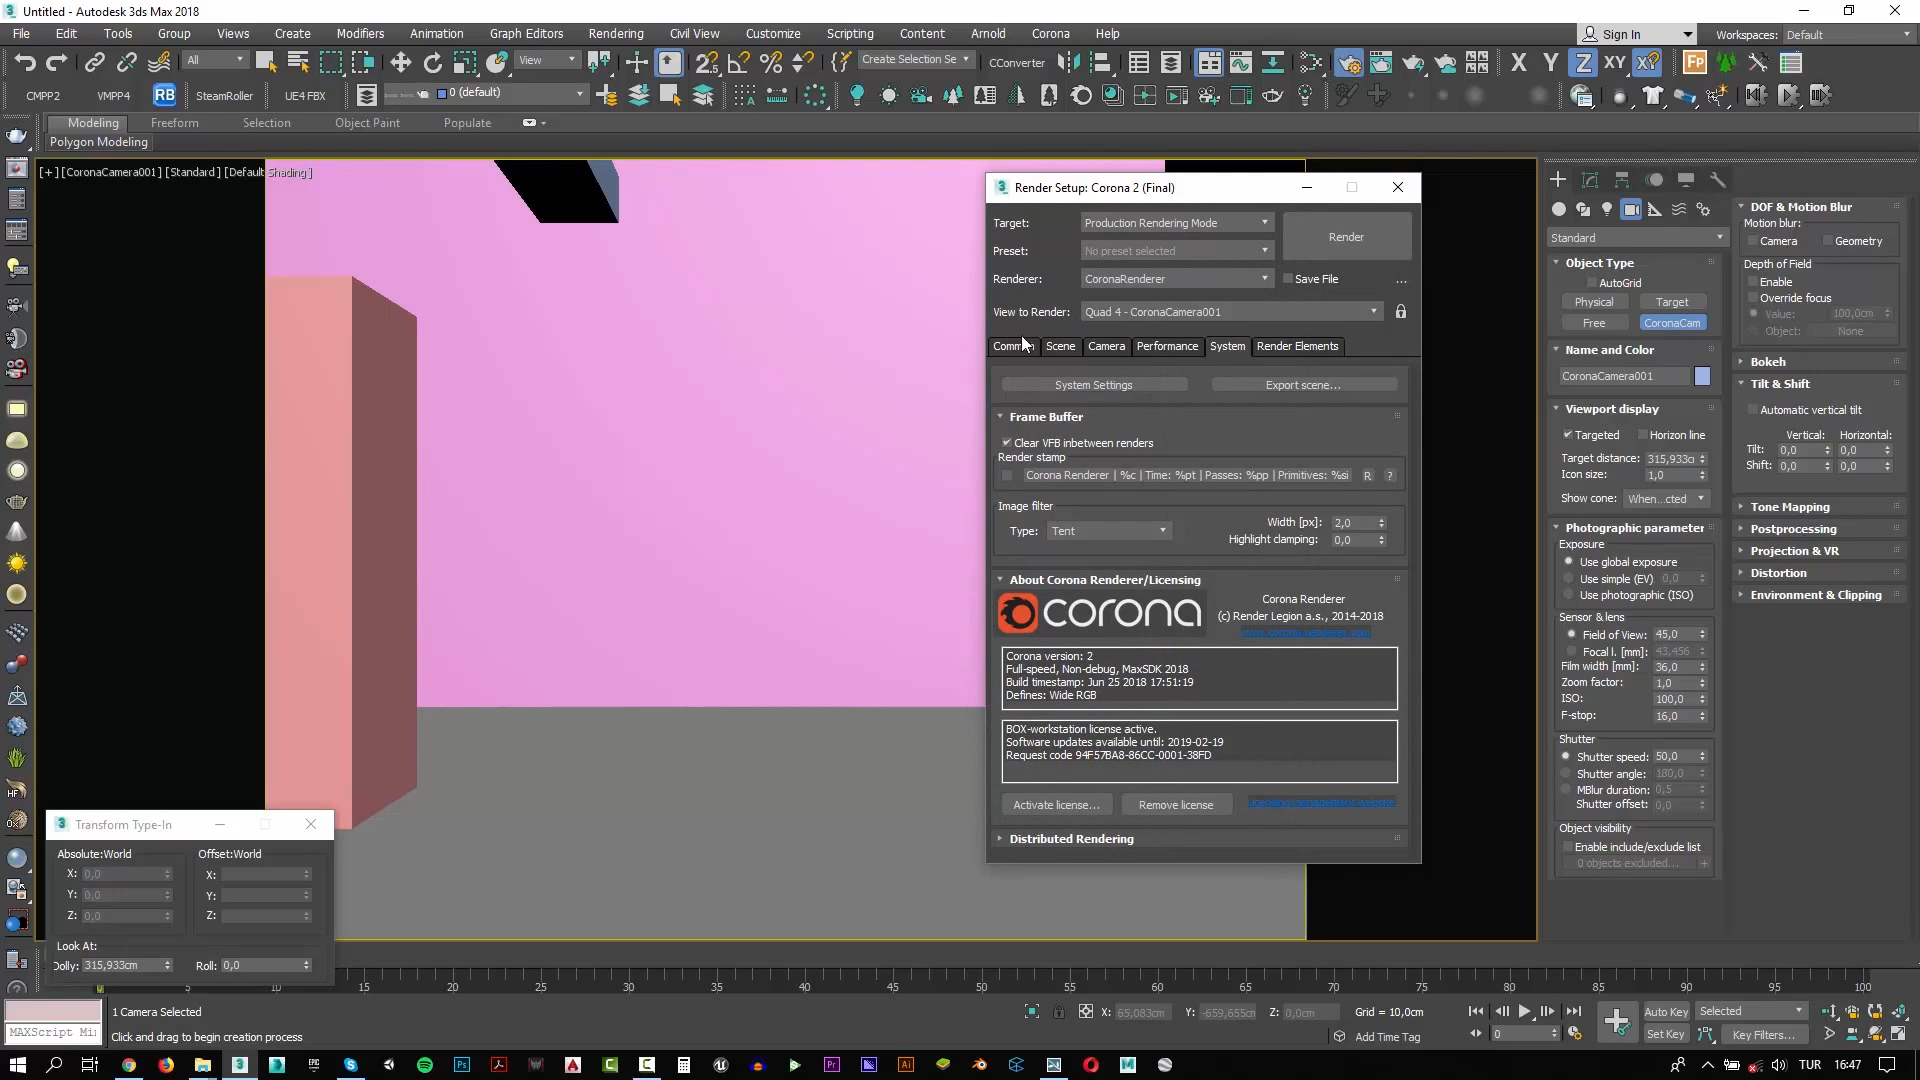 Untitled - Autodesk 3ds Max 2018
File Edit Tools Group Views Create Modifiers Animation Graph Editors Rendering Civil View Customize Scripting Content Arnold Corona Help
Sign In Workspaces: Default
All View Create Selection Se CConverter X Y Z XY
CMPP2 VMPP4 RB SteamRoller UE4 FBX 0 (default)
Modeling Freeform Selection Object Paint Populate
Polygon Modeling
[+] [CoronaCamera001] [Standard] [Default Shading]
Render Setup: Corona 2 (Final)
Target: Production Rendering Mode
Render
Preset: No preset selected
Renderer: CoronaRenderer Save File ...
View to Render: Quad 4 - CoronaCamera001
Common Scene Camera Performance System Render Elements
System Settings Export scene...
Frame Buffer
Clear VFB inbetween renders
Render stamp
Corona Renderer | %c | Time: %pt | Passes: %pp | Primitives: %si R ?
Image filter
Type: Tent
Width [px]: 2,0
Highlight clamping: 0,0
About Corona Renderer/Licensing
corona
Corona Renderer
(c) Render Legion a.s., 2014-2018
Corona version: 2
Full-speed, Non-debug, MaxSDK 2018
Build timestamp: Jun 25 2018 17:51:19
Defines: Wide RGB
BOX-workstation license active.
Software updates available until: 2019-02-19
Request code 94F57BA8-86CC-0001-38FD
Activate license... Remove license
Distributed Rendering
Standard
Object Type
AutoGrid
Physical Target
Free CoronaCam
Name and Color
CoronaCamera001
Viewport display
Targeted Horizon line
Target distance: 315,933c
Icon size: 1,0
Show cone: When...cted
Photographic parameter
Exposure
Use global exposure
Use simple (EV) 0,0
Use photographic (ISO)
Sensor & lens
Field of View: 45,0
Focal l. [mm]: 43,456
Film width [mm]: 36,0
Zoom factor: 1,0
ISO: 100,0
F-stop: 16,0
Shutter
Shutter speed: 50,0
Shutter angle: 180,0
MBlur duration: 0,5
Shutter offset: 0,0
Object visibility
Enable include/exclude list
0 objects excluded... +
DOF & Motion Blur
Motion blur:
Camera Geometry
Depth of Field
Enable
Override focus
Value: 100,0cm
Object: None
Bokeh
Tilt & Shift
Automatic vertical tilt
Vertical: Horizontal:
Tilt: 0,0 0,0
Shift: 0,0 0,0
Tone Mapping
Postprocessing
Projection & VR
Distortion
Environment & Clipping
Transform Type-In
Absolute:World Offset:World
X: 0,0 X:
Y: 0,0 Y:
Z: 0,0 Z:
Look At:
Dolly: 315,933cm Roll: 0,0
10 15 20 25 30 35 40 45 50 55 60 65 70 75 80 85 90 95 100
1 Camera Selected
MAXScript Mi
Click and drag to begin creation process
X: 65,083cm Y: -659,655cm Z: 0,0cm Grid = 10,0cm
Add Time Tag
0
Auto Key Selected
Set Key Key Filters...
TUR 16:47